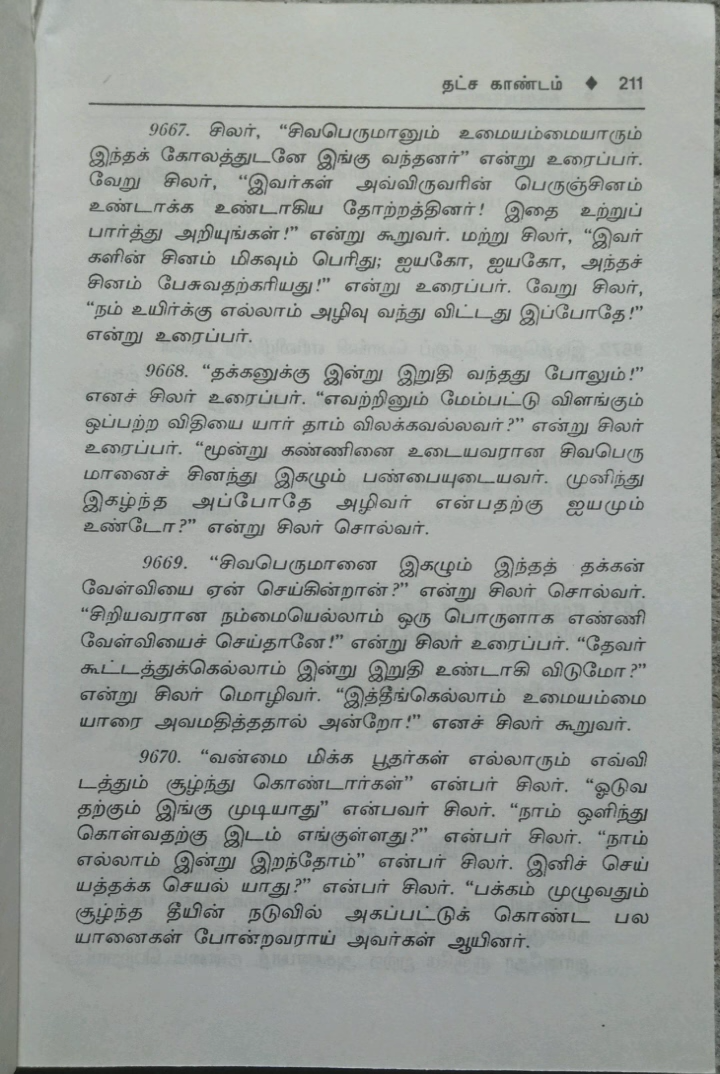 தட்ச காண்டம் ◆ 211
9667. சிலர், “சிவபெருமானும் உமையம்மையாரும்
இந்தக் கோலத்துடனே இங்கு வந்தனர்” என்று உரைப்பர்.
வேறு சிலர், “இவர்கள் அவ்விருவரின் பெருஞ்சினம்
உண்டாக்க உண்டாகிய தோற்றத்தினர்! இதை உற்றுப்
பார்த்து அறியுங்கள்!” என்று கூறுவர். மற்று சிலர், “இவர்
களின் சினம் மிகவும் பெரிது; ஐயகோ, ஐயகோ, அந்தச்
சினம் பேசுவதற்கரியது!” என்று உரைப்பர். வேறு சிலர்,
“நம் உயிர்க்கு எல்லாம் அழிவு வந்து விட்டது இப்போதே!”
என்று உரைப்பர்.
9668. “தக்கனுக்கு இன்று இறுதி வந்தது போலும்!”
எனச் சிலர் உரைப்பர். “எவற்றினும் மேம்பட்டு விளங்கும்
ஒப்பற்ற விதியை யார் தாம் விலக்கவல்லவர்?” என்று சிலர்
உரைப்பர். “மூன்று கண்ணினை உடையவரான சிவபெரு
மானைச் சினந்து இகழும் பண்பையுடையவர். முனிந்து
இகழ்ந்த அப்போதே அழிவர் என்பதற்கு ஐயமும்
உண்டோ?” என்று சிலர் சொல்வர்.
9669. “சிவபெருமானை இகழும் இந்தத் தக்கன்
வேள்வியை ஏன் செய்கின்றான்?” என்று சிலர் சொல்வர்.
“சிறியவரான நம்மையெல்லாம் ஒரு பொருளாக எண்ணி
வேள்வியைச் செய்தானே!” என்று சிலர் உரைப்பர். “தேவர்
கூட்டத்துக்கெல்லாம் இன்று இறுதி உண்டாகி விடுமோ?”
என்று சிலர் மொழிவர். “இத்தீங்கெல்லாம் உமையம்மை
யாரை அவமதித்ததால் அன்றோ!” எனச் சிலர் கூறுவர்.
9670. “வன்மை மிக்க பூதர்கள் எல்லாரும் எவ்வி
டத்தும் சூழ்ந்து கொண்டார்கள்” என்பர் சிலர். “ஓடுவ
தற்கும் இங்கு முடியாது” என்பவர் சிலர். “நாம் ஒளிந்து
கொள்வதற்கு இடம் எங்குள்ளது?” என்பர் சிலர். “நாம்
எல்லாம் இன்று இறந்தோம்” என்பர் சிலர். இனிச் செய்
யத்தக்க செயல் யாது?” என்பர் சிலர். “பக்கம் முழுவதும்
சூழ்ந்த தீயின் நடுவில் அகப்பட்டுக் கொண்ட பல
யானைகள் போன்றவராய் அவர்கள் ஆயினர்.